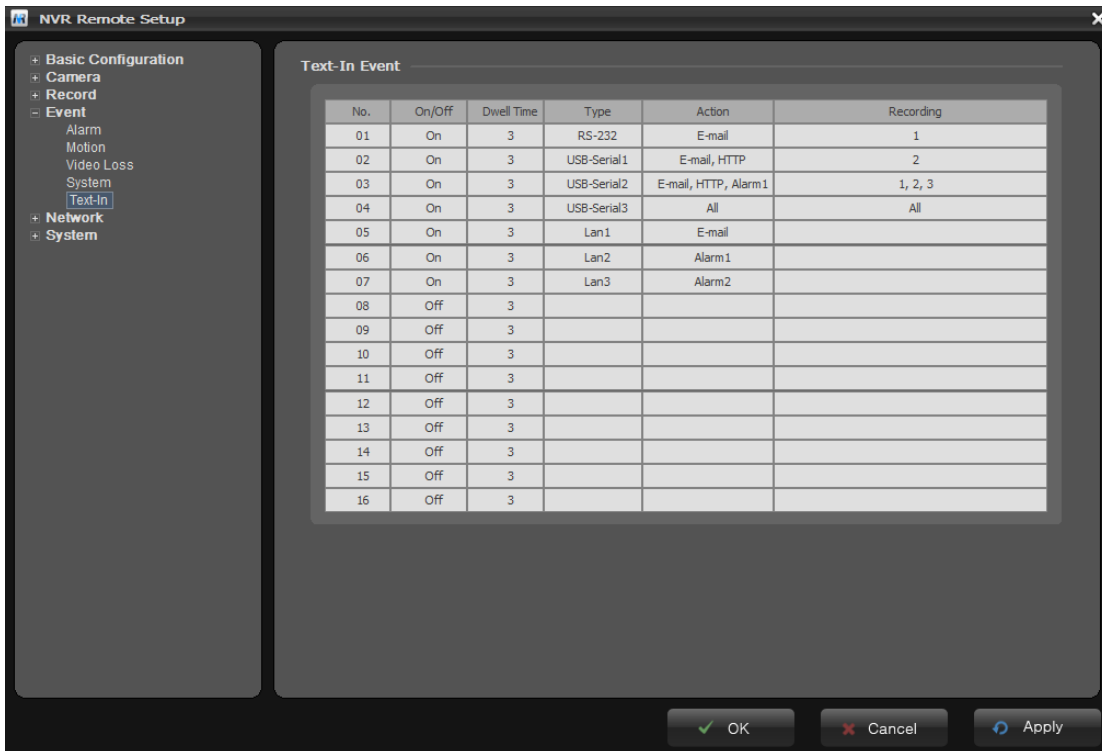 NVR Remote Setup
Basic Configuration
Camera
Record
Event
Alarm
Motion
Video Loss
System
Text-In
Network
System
Text-In Event
No. On/Off Dwell Time Type Action Recording
01 On 3 RS-232 E-mail 1
02 On 3 USB-Serial1 E-mail, HTTP 2
03 On 3 USB-Serial2 E-mail, HTTP, Alarm1 1, 2, 3
04 On 3 USB-Serial3 All All
05 On 3 Lan1 E-mail
06 On 3 Lan2 Alarm1
07 On 3 Lan3 Alarm2
08 Off 3
09 Off 3
10 Off 3
11 Off 3
12 Off 3
13 Off 3
14 Off 3
15 Off 3
16 Off 3
OK Cancel Apply